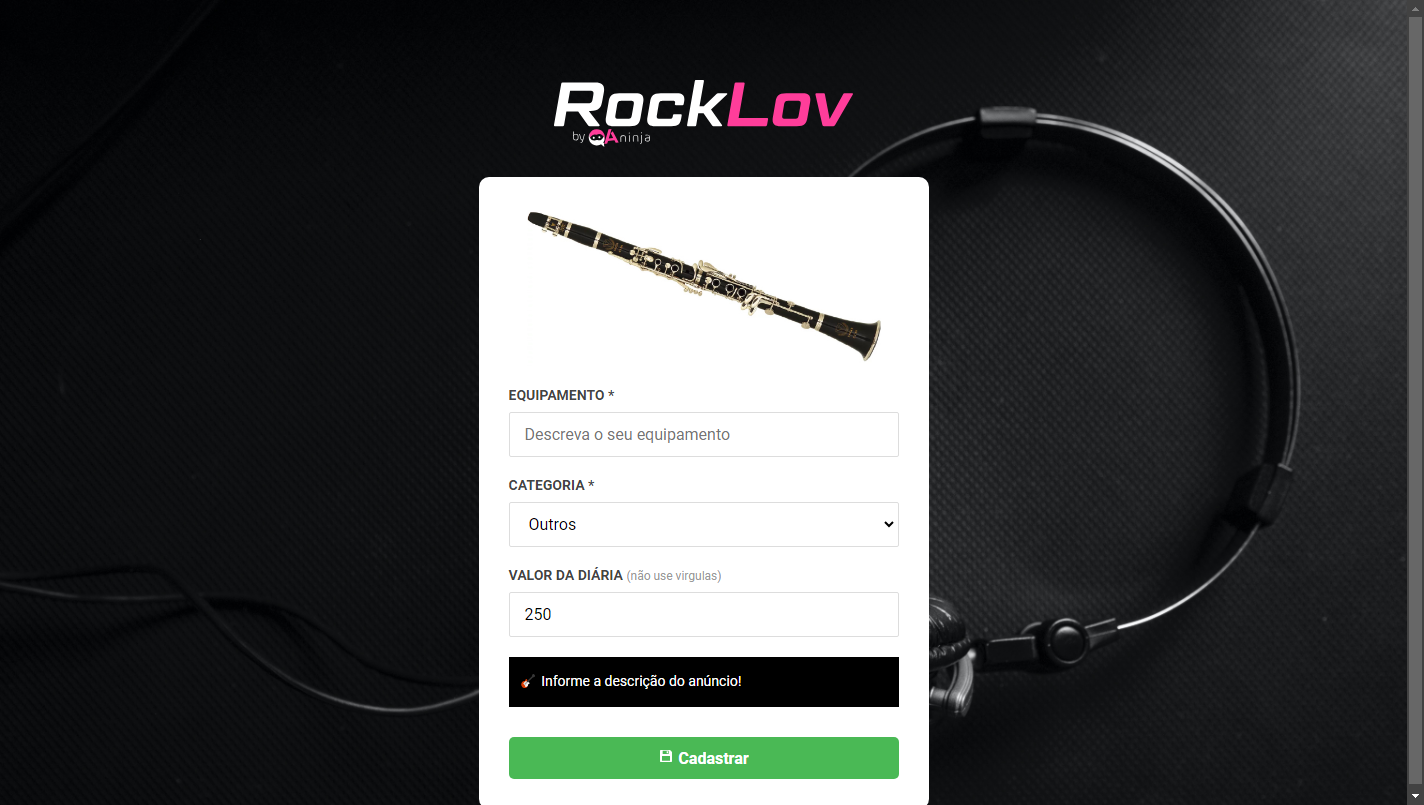 RockLov
by QAninja
EQUIPAMENTO *
Descreva o seu equipamento
CATEGORIA *
Outros
VALOR DA DIÁRIA (não use virgulas)
250
Informe a descrição do anúncio!
Cadastrar